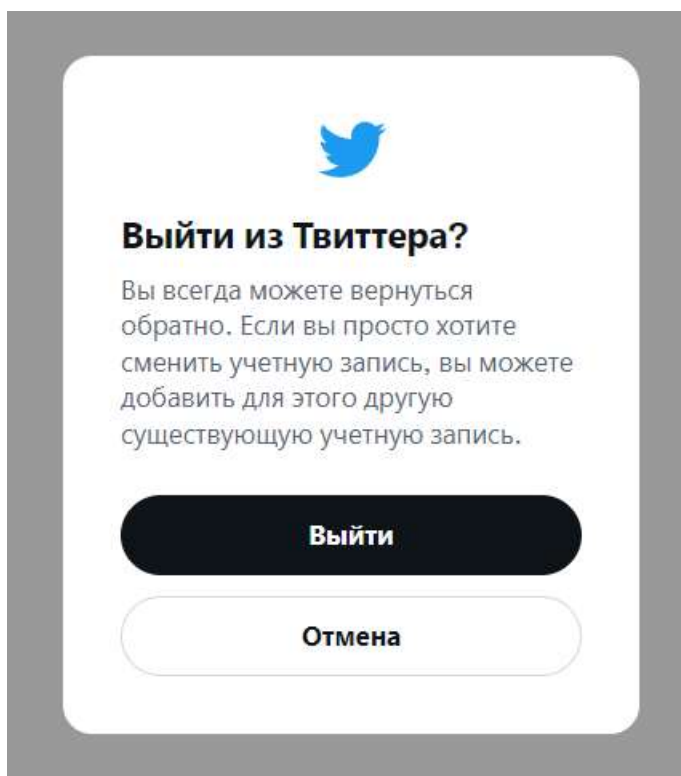 Выйти из Твиттера?
Вы всегда можете вернуться
обратно. Если вы просто хотите
сменить учетную запись, вы можете
добавить для этого другую
существующую учетную запись.
Выйти
Отмена